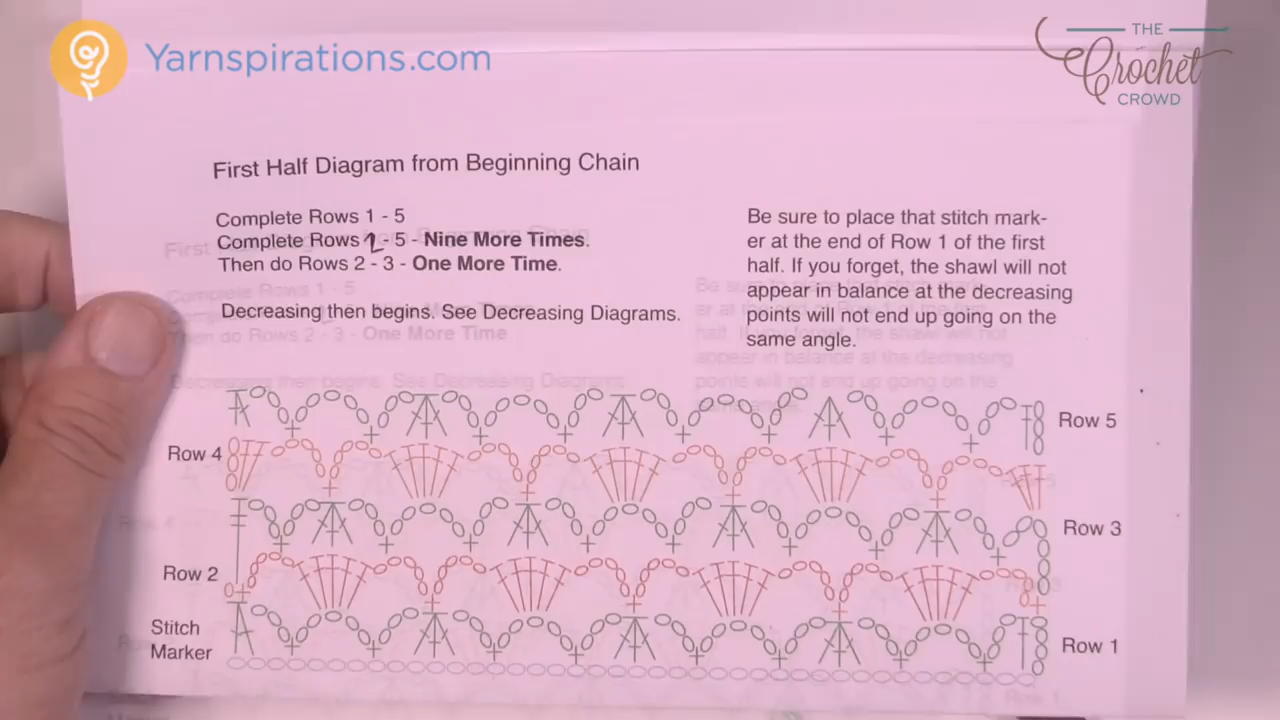 Yarnspirations.com
THE
Crochet
CROWD
First Half Diagram from Beginning Chain
Complete Rows 1 - 5
Complete Rows 2 - 5 - Nine More Times.
Then do Rows 2 - 3 - One More Time.
Decreasing then begins. See Decreasing Diagrams.
Be sure to place that stitch mark-
er at the end of Row 1 of the first
half. If you forget, the shawl will not
appear in balance at the decreasing
points will not end up going on the
same angle.
Row 5
Row 4
Row 3
Row 2
Stitch
Marker
Row 1